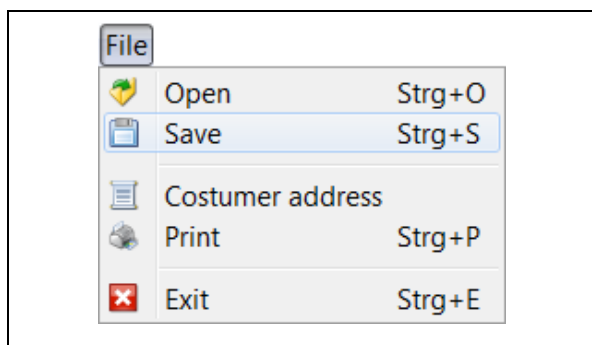 File
Open Strg+O
Save Strg+S
Costumer address
Print Strg+P
Exit Strg+E